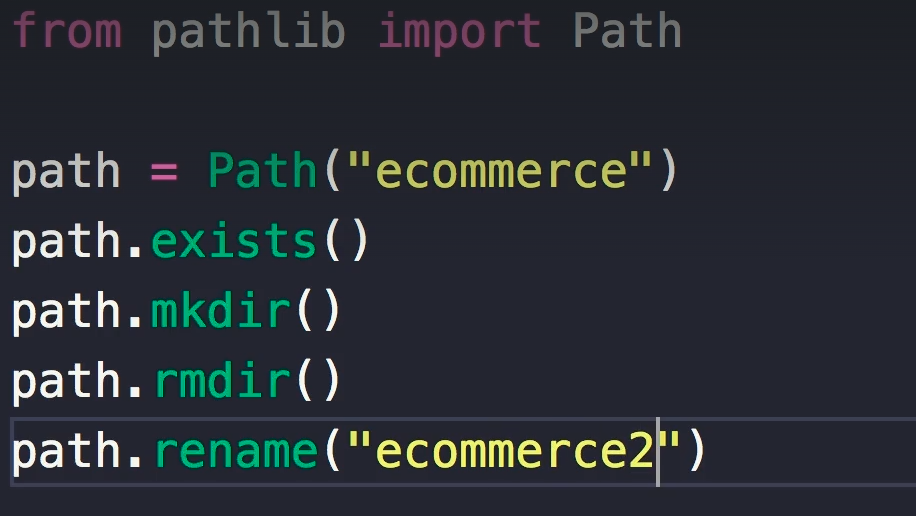 from pathlib import Path
path = Path("ecommerce")
path.exists()
path.mkdir()
path.rmdir()
path.rename("ecommerce2")